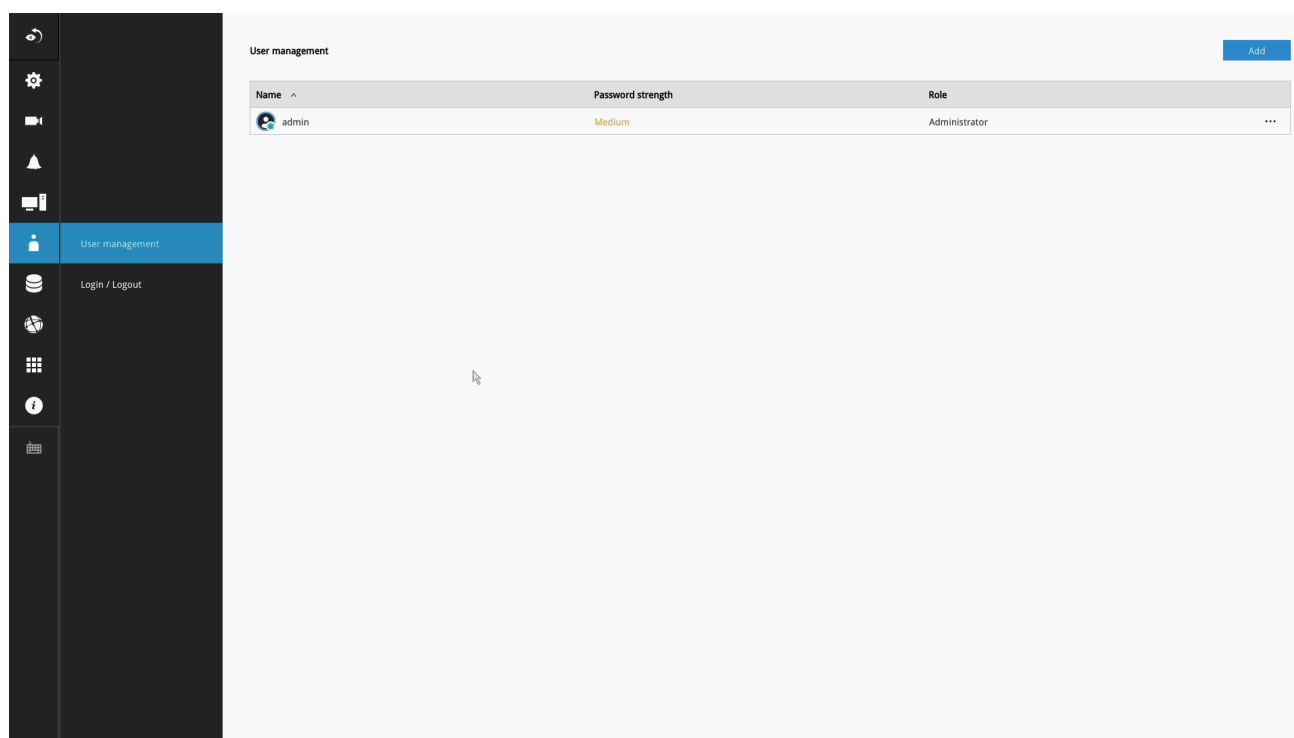 User management
Add
Name
Password strength
Role
admin
Medium
Administrator
...
User management
Login / Logout